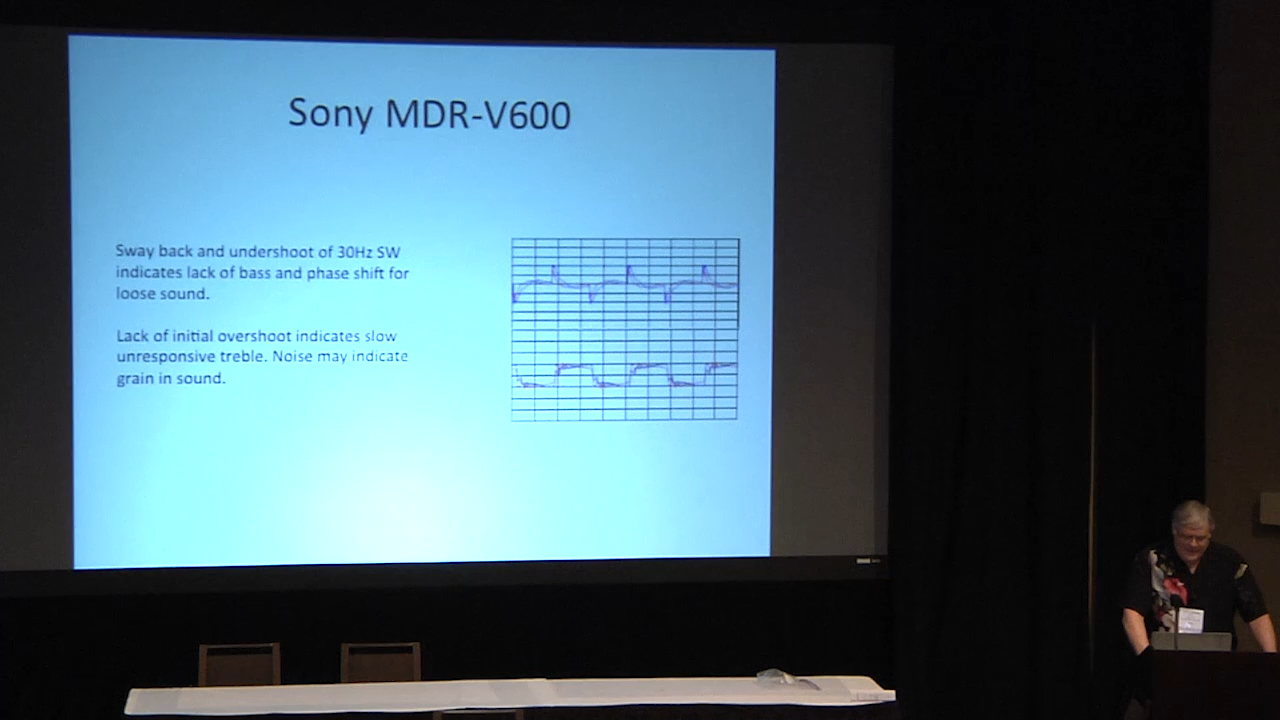 Sony MDR-V600
Sway back and undershoot of 30Hz SW
indicates lack of bass and phase shift for
loose sound.
Lack of initial overshoot indicates slow
unresponsive treble. Noise may indicate
grain in sound.